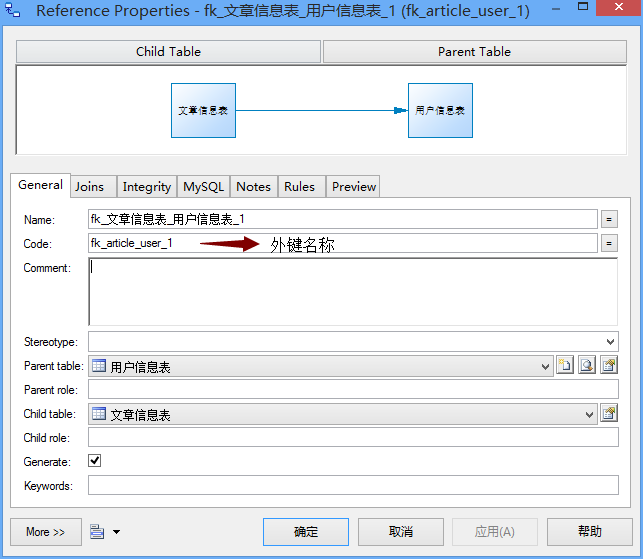 Reference Properties - fk_文章信息表_用户信息表_1 (fk_article_user_1)
Child Table
Parent Table
文章信息表
用户信息表
General Joins Integrity MySQL Notes Rules Preview
Name: fk_文章信息表_用户信息表_1 =
Code: fk_article_user_1 外键名称 =
Comment:
Stereotype:
Parent table: 用户信息表
Parent role:
Child table: 文章信息表
Child role:
Generate:
Keywords:
More >> 确定 取消 应用(A) 帮助